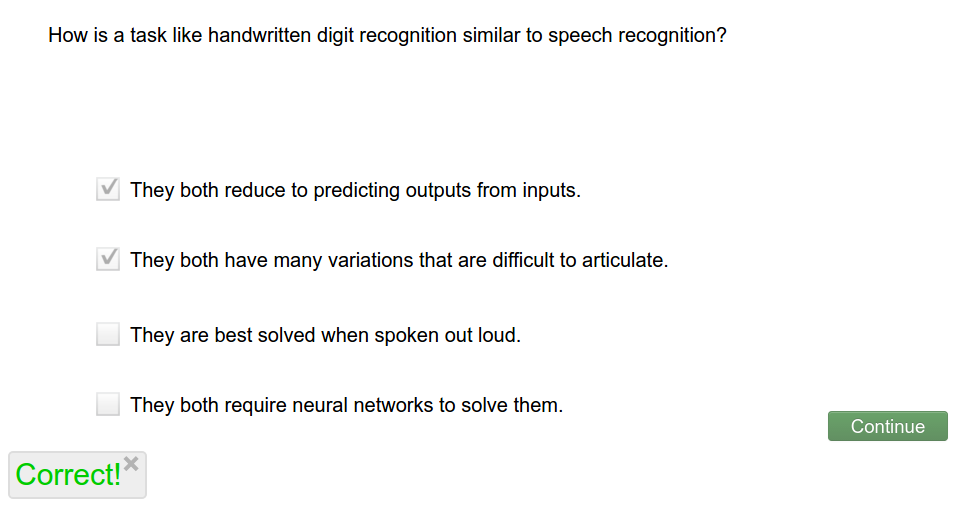 How is a task like handwritten digit recognition similar to speech recognition?
They both reduce to predicting outputs from inputs.
They both have many variations that are difficult to articulate.
They are best solved when spoken out loud.
They both require neural networks to solve them.
Continue
Correct!